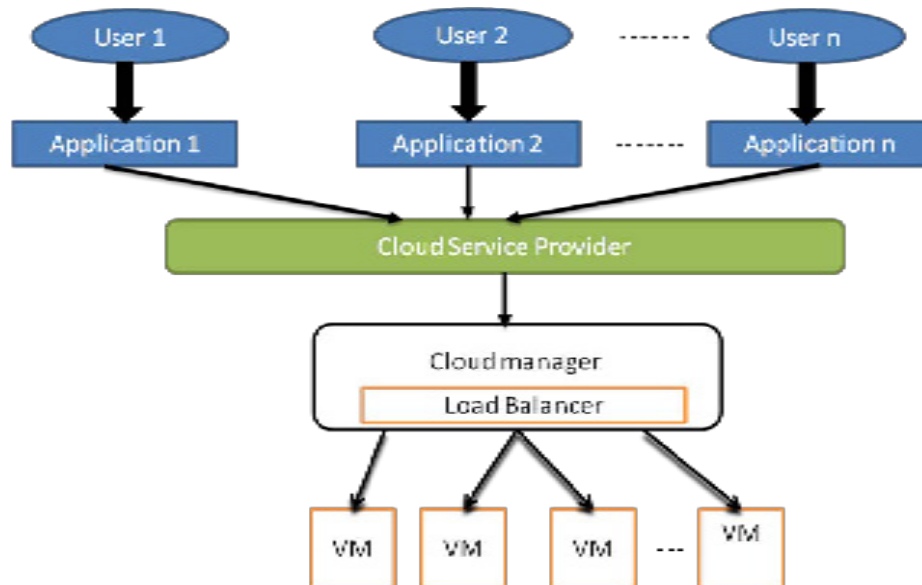 User 1
User 2
User n
Application 1
Application 2
Application n
Cloud Service Provider
Cloud manager
Load Balancer
VM
VM
VM
VM